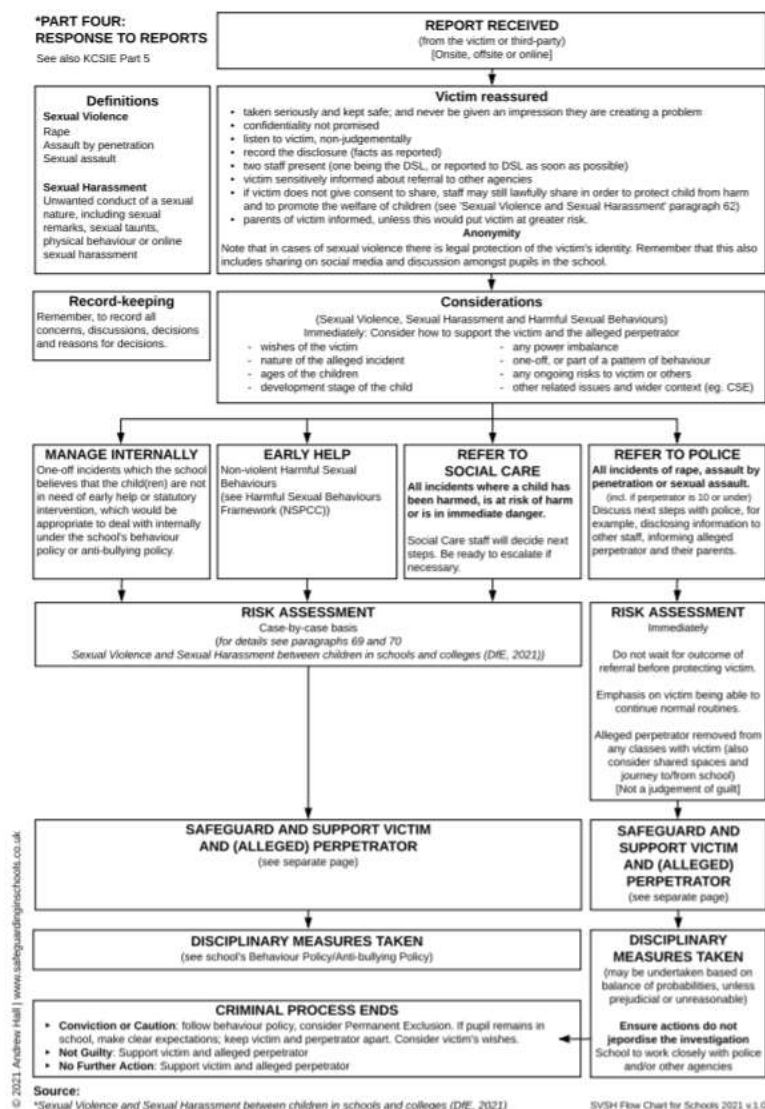 *PART FOUR:
RESPONSE TO REPORTS
See also KCSIE Part 5
REPORT RECEIVED
(from the victim or third-party)
[Onsite, offsite or online]
Definitions
Sexual Violence
Rape
Assault by penetration
Sexual assault
Sexual Harassment
Unwanted conduct of a sexual
nature, including sexual
remarks, sexual taunts,
physical behaviour or online
sexual harassment
Victim reassured
• taken seriously and kept safe; and never be given an impression they are creating a problem
• confidentiality not promised
• listen to victim, non-judgementally
• record the disclosure (facts as reported)
• two staff present (one being the DSL, or reported to DSL as soon as possible)
• victim sensitively informed about referral to other agencies
• if victim does not give consent to share, staff may still lawfully share in order to protect child from harm
and to promote the welfare of children (see 'Sexual Violence and Sexual Harassment' paragraph 62)
• parents of victim informed, unless this would put victim at greater risk.
Anonymity
Note that in cases of sexual violence there is legal protection of the victim's identity. Remember that this also
includes sharing on social media and discussion amongst pupils in the school.
Record-keeping
Remember, to record all
concerns, discussions, decisions
and reasons for decisions.
Considerations
(Sexual Violence, Sexual Harassment and Harmful Sexual Behaviours)
Immediately: Consider how to support the victim and the alleged perpetrator
- wishes of the victim
- nature of the alleged incident
- ages of the children
- development stage of the child
- any power imbalance
- one-off, or part of a pattern of behaviour
- any ongoing risks to victim or others
- other related issues and wider context (eg. CSE)
MANAGE INTERNALLY
One-off incidents which the school
believes that the child(ren) are not
in need of early help or statutory
intervention, which would be
appropriate to deal with internally
under the school's behaviour
policy or anti-bullying policy.
EARLY HELP
Non-violent Harmful Sexual
Behaviours
(see Harmful Sexual Behaviours
Framework (NSPCC))
REFER TO
SOCIAL CARE
All incidents where a child has
been harmed, is at risk of harm
or is in immediate danger.
Social Care staff will decide next
steps. Be ready to escalate if
necessary.
REFER TO POLICE
All incidents of rape, assault by
penetration or sexual assault.
(incl. if perpetrator is 10 or under)
Discuss next steps with police, for
example, disclosing information to
other staff, informing alleged
perpetrator and their parents.
RISK ASSESSMENT
Case-by-case basis
(for details see paragraphs 69 and 70
Sexual Violence and Sexual Harassment between children in schools and colleges (DfE, 2021))
RISK ASSESSMENT
Immediately
Do not wait for outcome of
referral before protecting victim.
Emphasis on victim being able to
continue normal routines.
Alleged perpetrator removed from
any classes with victim (also
consider shared spaces and
journey to/from school)
[Not a judgement of guilt]
SAFEGUARD AND SUPPORT VICTIM
AND (ALLEGED) PERPETRATOR
(see separate page)
SAFEGUARD AND
SUPPORT VICTIM
AND (ALLEGED)
PERPETRATOR
(see separate page)
DISCIPLINARY MEASURES TAKEN
(see school's Behaviour Policy/Anti-bullying Policy)
DISCIPLINARY
MEASURES TAKEN
(may be undertaken based on
balance of probabilities, unless
prejudicial or unreasonable)
Ensure actions do not
jepordise the investigation
School to work closely with police
and/or other agencies
CRIMINAL PROCESS ENDS
▸ Conviction or Caution: follow behaviour policy, consider Permanent Exclusion. If pupil remains in
school, make clear expectations; keep victim and perpetrator apart. Consider victim's wishes.
▸ Not Guilty: Support victim and alleged perpetrator
▸ No Further Action: Support victim and alleged perpetrator
Source:
*Sexual Violence and Sexual Harassment between children in schools and colleges (DfE, 2021)
SVSH Flow Chart for Schools 2021 v.1.0
© 2021 Andrew Hall | www.safeguardinginschools.co.uk